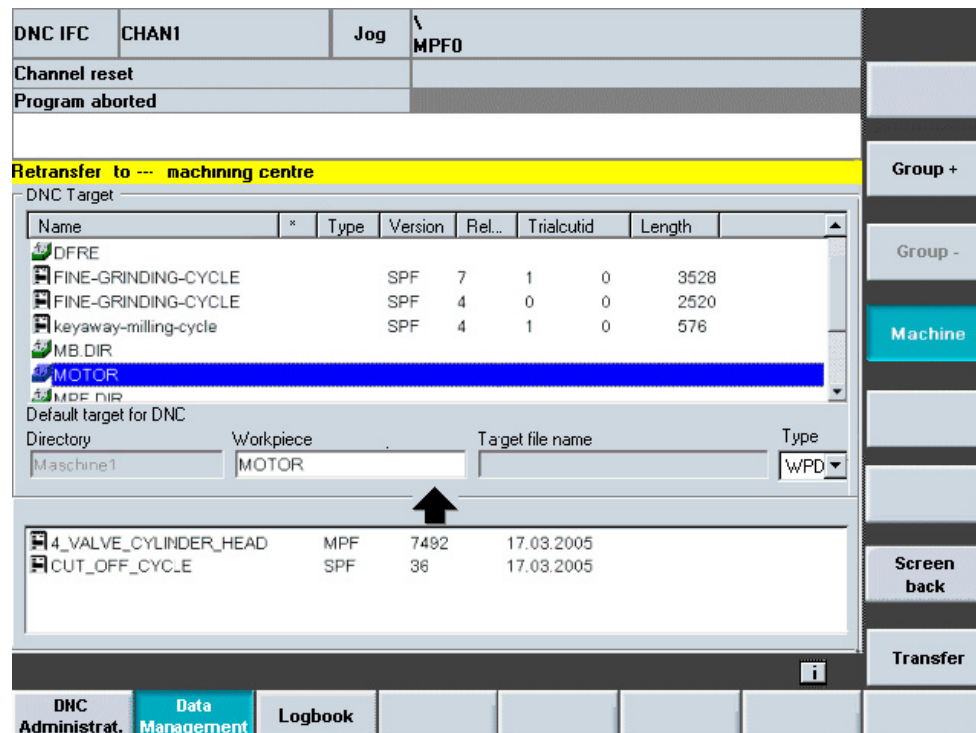 DNC IFC CHAN1 Jog \
MPF0
Channel reset
Program aborted
Retransfer to --- machining centre
DNC Target
Name * Type Version Rel... Trialcutid Length
DFRE
FINE-GRINDING-CYCLE SPF 7 1 0 3528
FINE-GRINDING-CYCLE SPF 4 0 0 2520
keyaway-milling-cycle SPF 4 1 0 576
MB.DIR
MOTOR
MPF.DIR
Default target for DNC
Directory Workpiece Target file name Type
Maschine1 MOTOR WPD
4_VALVE_CYLINDER_HEAD MPF 7492 17.03.2005
CUT_OFF_CYCLE SPF 36 17.03.2005
i
Group +
Group -
Machine
Screen
back
Transfer
DNC
Administrat.
Data
Management
Logbook